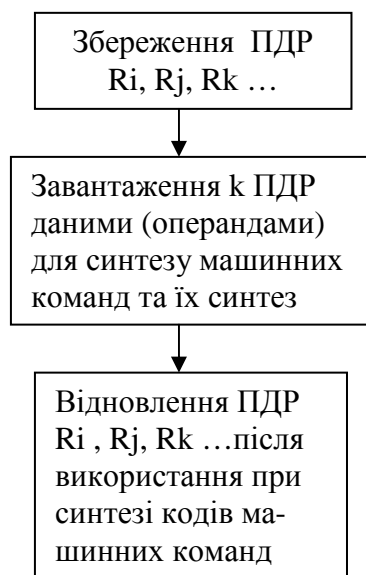 Збереження ПДР
Ri, Rj, Rk …
Завантаження k ПДР
даними (операндами)
для синтезу машинних
команд та їх синтез
Відновлення ПДР
Ri , Rj, Rk …після
використання при
синтезі кодів ма-
шинних команд